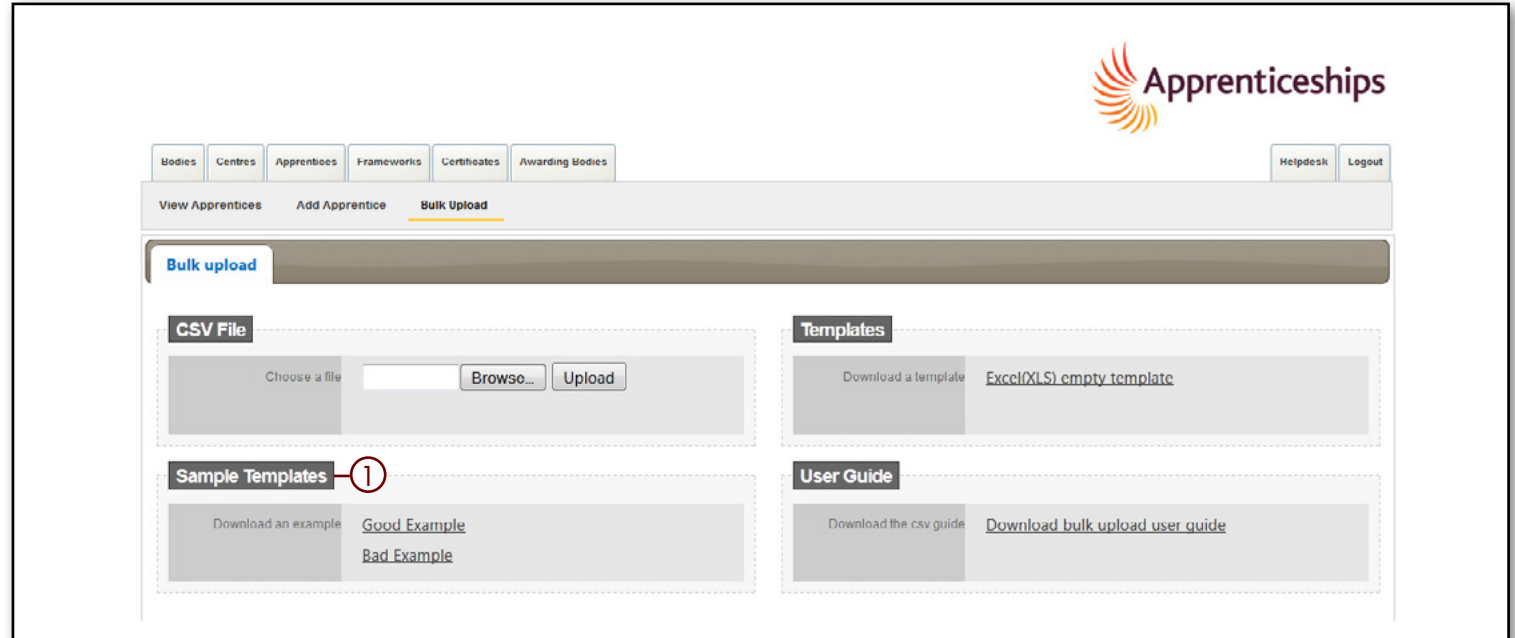 Apprenticeships
Bodies Centres Apprentices Frameworks Certificates Awarding Bodies Helpdesk Logout
View Apprentices Add Apprentice Bulk Upload
Bulk upload
CSV File
Choose a file Browse... Upload
Templates
Download a template Excel(XLS) empty template
Sample Templates 1
Download an example Good Example
Bad Example
User Guide
Download the csv guide Download bulk upload user guide